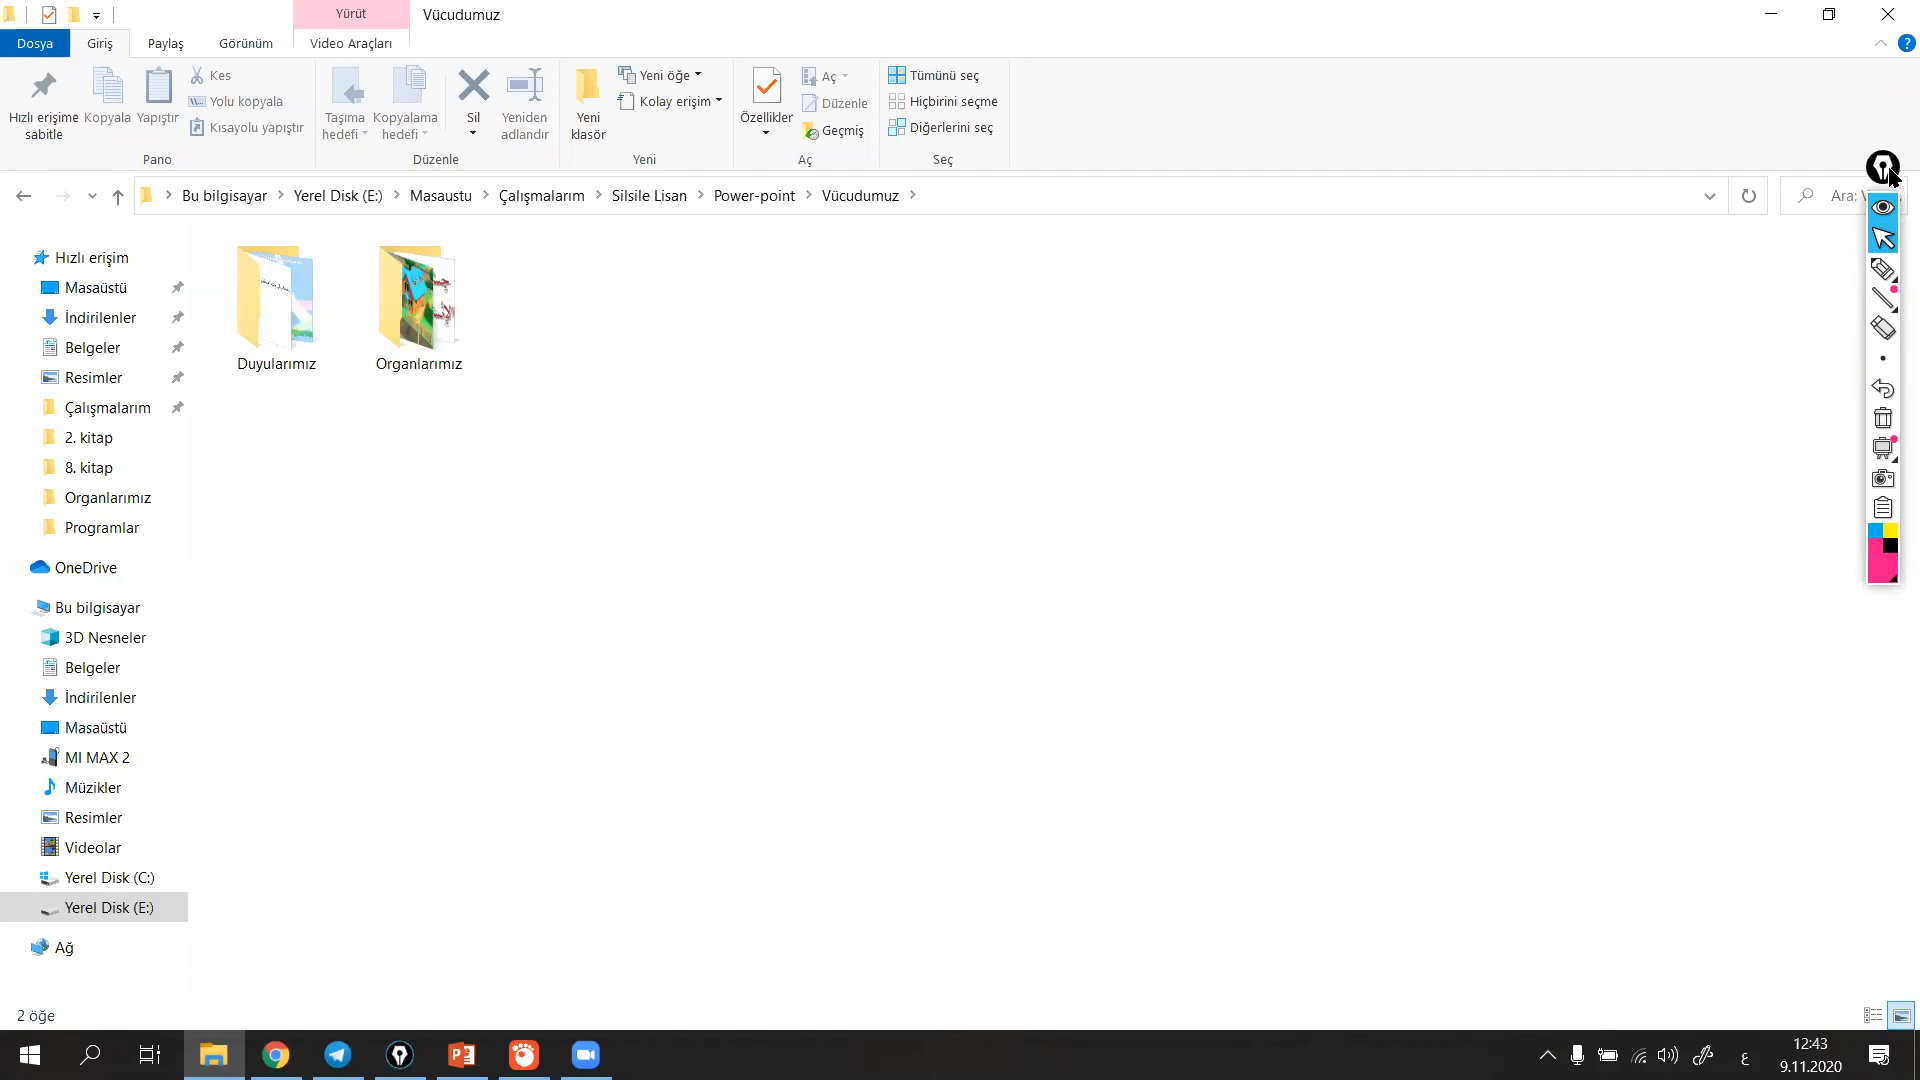 Yürüt
Vücudumuz
Dosya
Giriş
Paylaş
Görünüm
Video Araçları
Hızlı erişime
sabitle
Kopyala
Yapıştır
Kes
Yolu kopyala
Kısayolu yapıştır
Pano
Taşıma
hedefi
Kopyalama
hedefi
Sil
Yeniden
adlandır
Düzenle
Yeni
klasör
Yeni öğe
Kolay erişim
Yeni
Özellikler
Aç
Düzenle
Geçmiş
Aç
Tümünü seç
Hiçbirini seçme
Diğerlerini seç
Seç
Bu bilgisayar
Yerel Disk (E:)
Masaustu
Çalışmalarım
Silsile Lisan
Power-point
Vücudumuz
Ara:
Hızlı erişim
Masaüstü
İndirilenler
Belgeler
Resimler
Çalışmalarım
2. kitap
8. kitap
Organlarımız
Programlar
OneDrive
Bu bilgisayar
3D Nesneler
Belgeler
İndirilenler
Masaüstü
MI MAX 2
Müzikler
Resimler
Videolar
Yerel Disk (C:)
Yerel Disk (E:)
Ağ
Duyularımız
Organlarımız
2 öğe
ع
12:43
9.11.2020